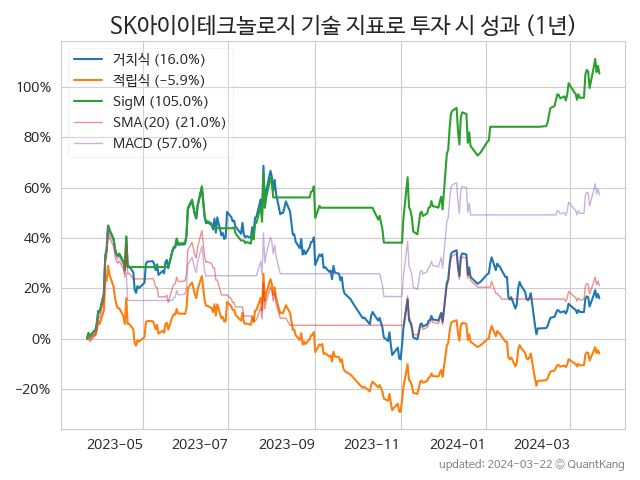 SK아이이테크놀로지 기술 지표로 투자 시 성과 (1년)
거치식 (16.0%)
적립식 (−5.9%)
SigM (105.0%)
SMA(20) (21.0%)
MACD (57.0%)
100%
80%
60%
40%
20%
0%
−20%
2023−05 2023−07 2023−09 2023−11 2024−01 2024−03
updated: 2024−03−22 © QuantKang